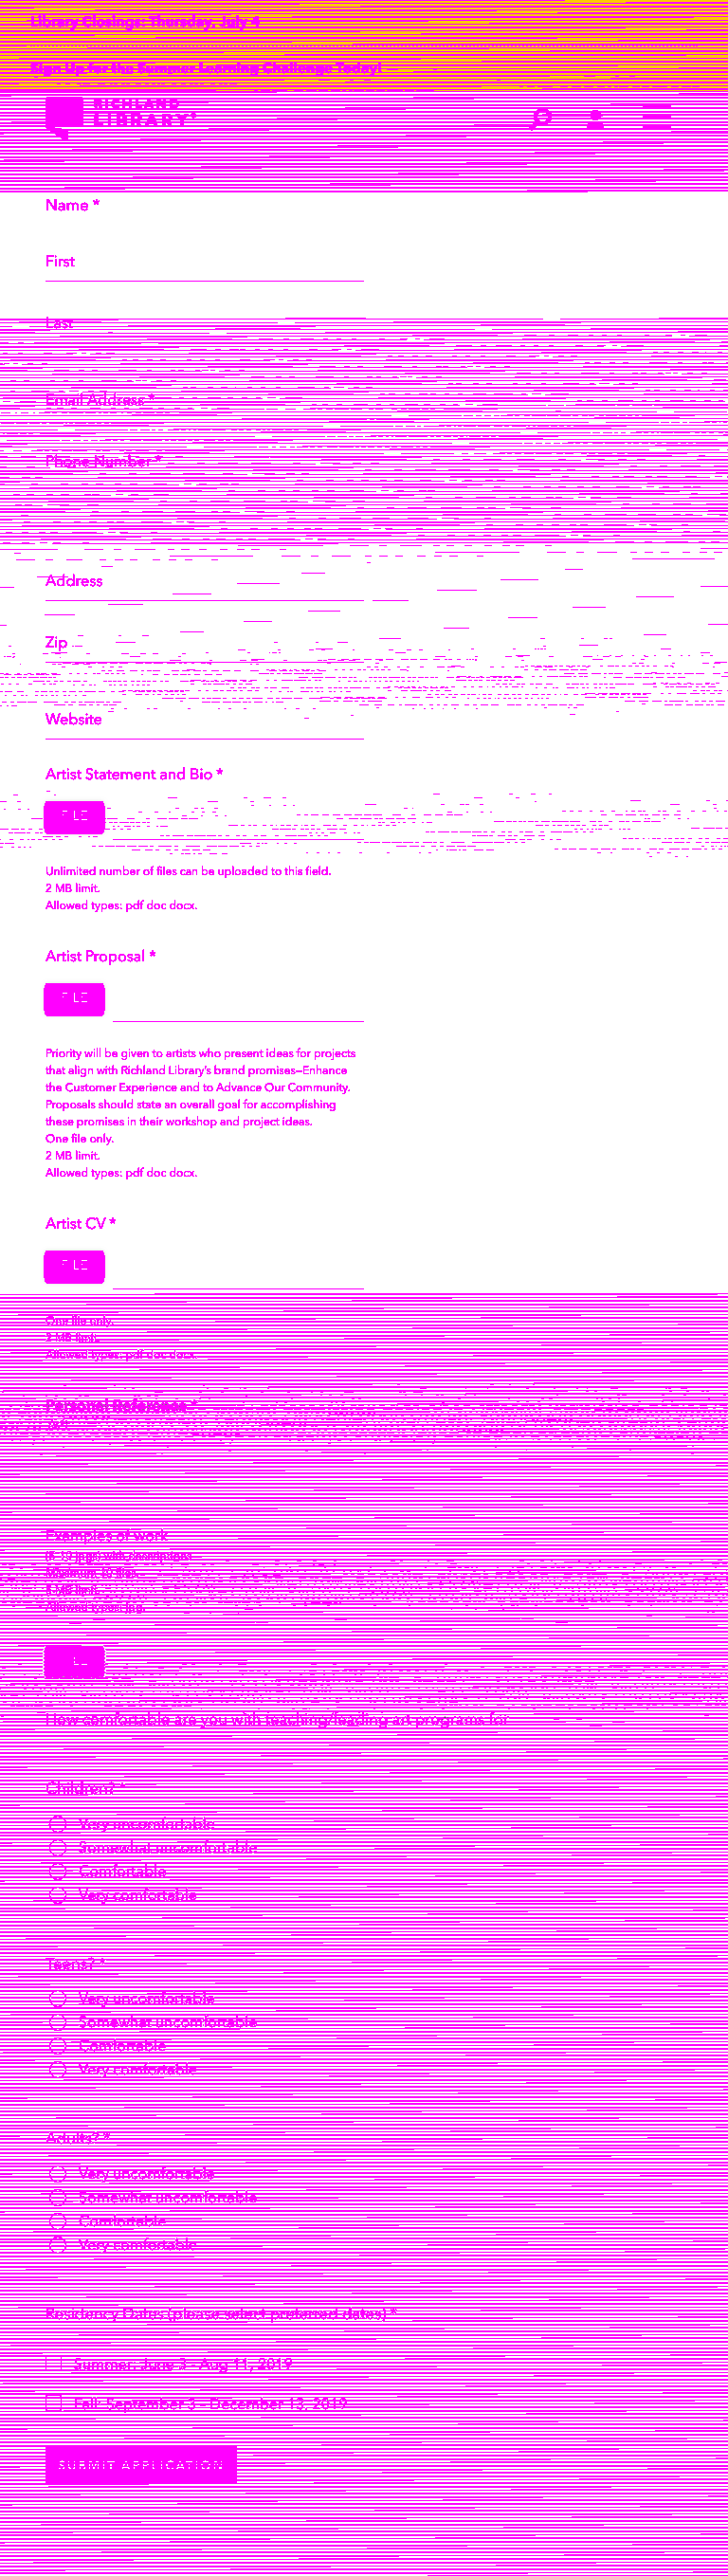 Library Closings: Thursday, July 4
Sign Up for the Summer Learning Challenge Today!
RICHLAND
LIBRARY
Name *
First
Last
Email Address *
Phone Number *
Address
Zip
Website
Artist Statement and Bio *
FILE
Unlimited number of files can be uploaded to this field.
2 MB limit.
Allowed types: pdf doc docx.
Artist Proposal *
FILE
Priority will be given to artists who present ideas for projects
that align with Richland Library's brand promises–Enhance
the Customer Experience and to Advance Our Community.
Proposals should state an overall goal for accomplishing
these promises in their workshop and project ideas.
One file only.
2 MB limit.
Allowed types: pdf doc docx.
Artist CV *
FILE
One file only.
2 MB limit.
Allowed types: pdf doc docx.
Personal Reference *
Examples of work
Maximum 10 files.
5 MB limit.
Allowed types: jpg.
FILE
How comfortable are you with teaching/leading art programs for
Children? *
Very uncomfortable
Somewhat uncomfortable
Comfortable
Very comfortable
Teens? *
Very uncomfortable
Somewhat uncomfortable
Comfortable
Very comfortable
Adults? *
Very uncomfortable
Somewhat uncomfortable
Comfortable
Very comfortable
Residency Dates (please select preferred dates) *
Summer: June 3 - Aug 11, 2019
Fall: September 3 - December 13, 2019
SUBMIT APPLICATION